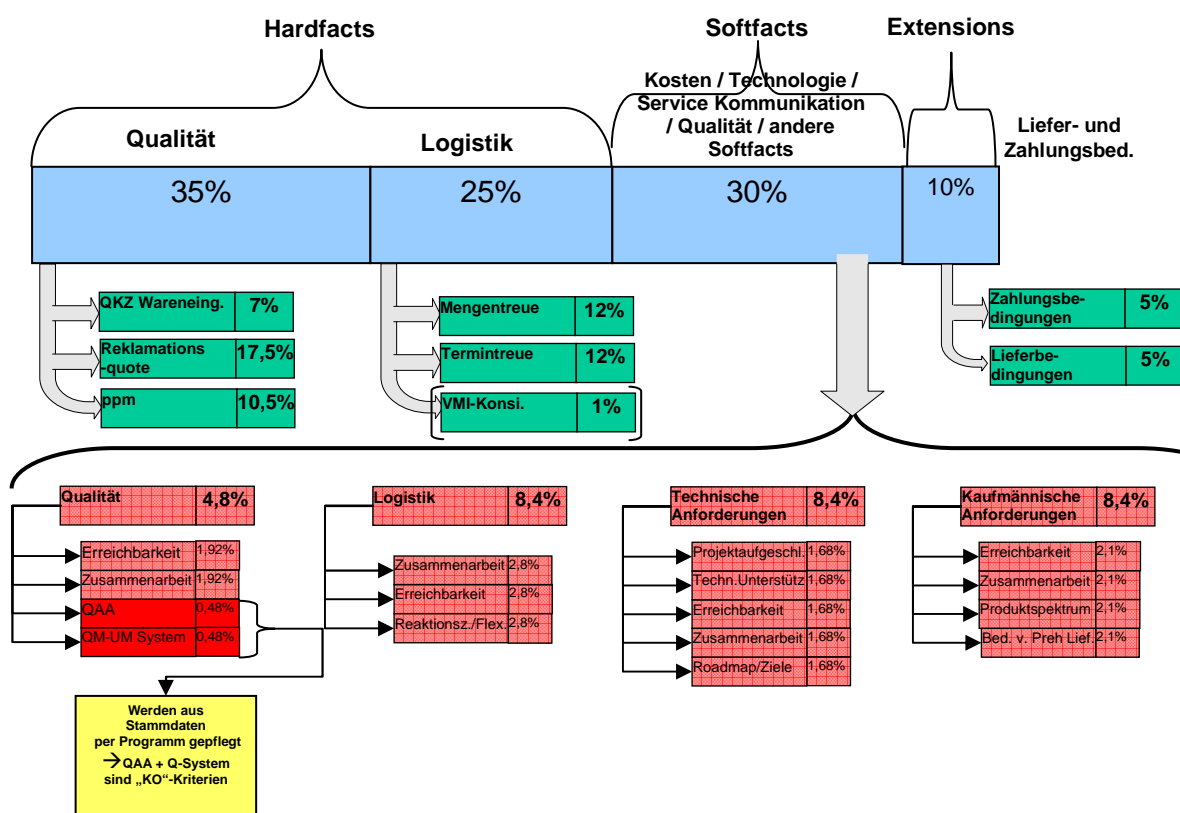 Hardfacts
Softfacts
Extensions
Kosten / Technologie /
Service Kommunikation
/ Qualität / andere
Softfacts
Qualität
Logistik
Liefer- und
Zahlungsbed.
35%
25%
30%
10%
QKZ Wareneing.
7%
Reklamations
-quote
17,5%
ppm
10,5%
Mengentreue
12%
Termintreue
12%
VMI-Konsi.
1%
Zahlungsbe-
dingungen
5%
Lieferbe-
dingungen
5%
Qualität
4,8%
Erreichbarkeit
1,92%
Zusammenarbeit
1,92%
QAA
0,48%
QM-UM System
0,48%
Logistik
8,4%
Zusammenarbeit
2,8%
Erreichbarkeit
2,8%
Reaktionsz./Flex.
2,8%
Technische
Anforderungen
8,4%
Projektaufgeschl.
1,68%
Techn.Unterstütz
1,68%
Erreichbarkeit
1,68%
Zusammenarbeit
1,68%
Roadmap/Ziele
1,68%
Kaufmännische
Anforderungen
8,4%
Erreichbarkeit
2,1%
Zusammenarbeit
2,1%
Produktspektrum
2,1%
Bed. v. Preh Lief.
2,1%
Werden aus
Stammdaten
per Programm gepflegt
→QAA + Q-System
sind „KO"-Kriterien